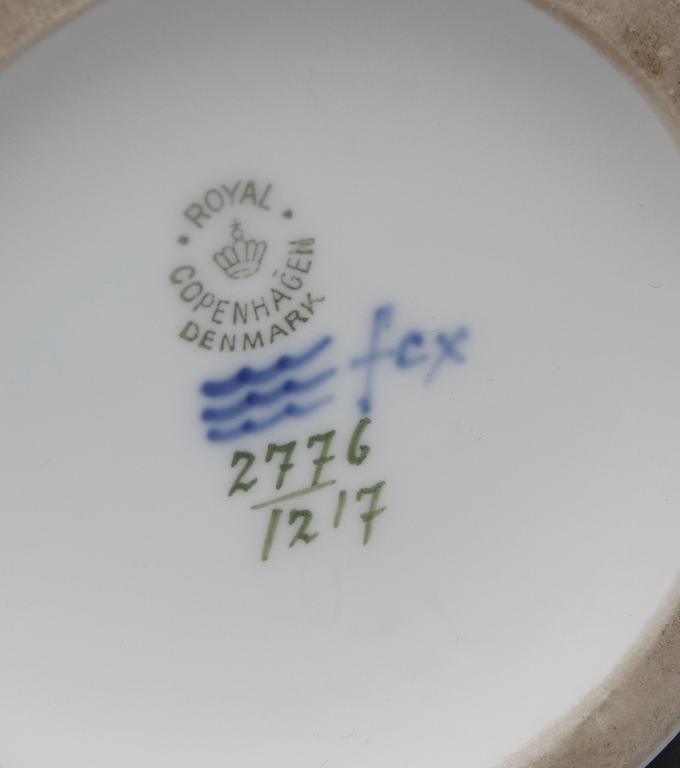 ROYAL
COPENHAGEN
DENMARK
fcx
2776
1217